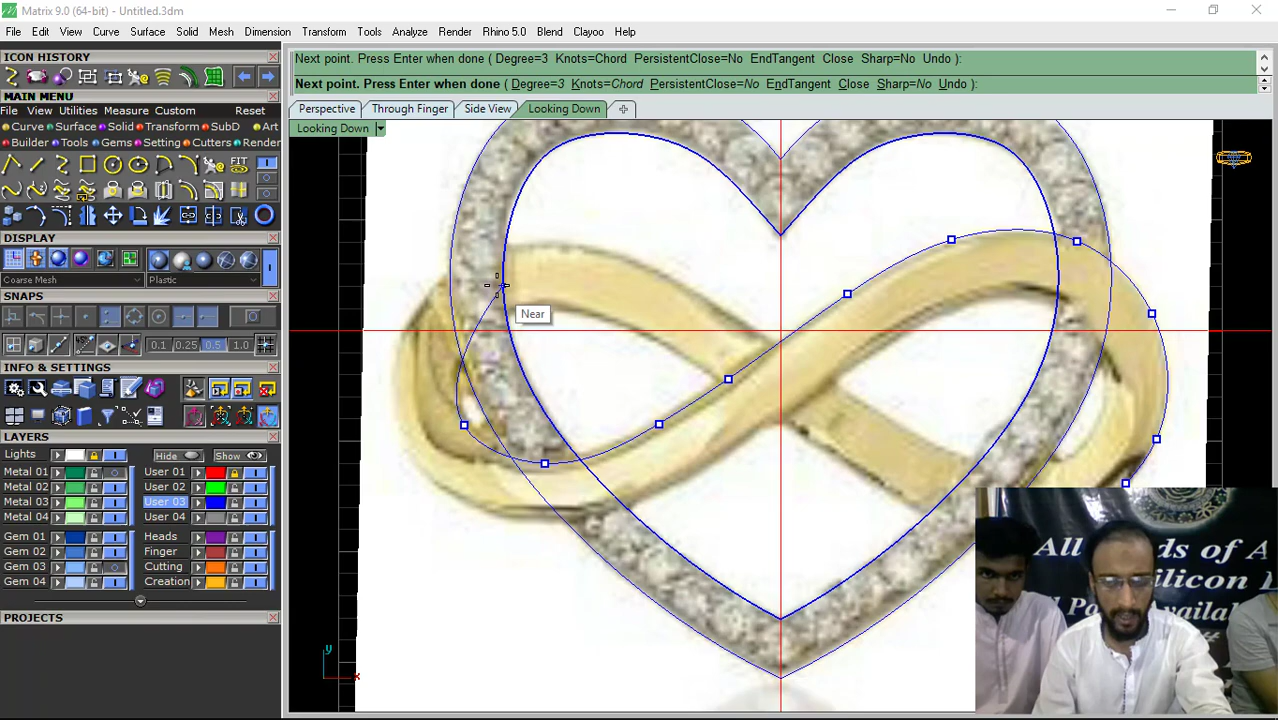 Matrix 9.0 (64-bit) - Untitled.3dm
File Edit View Curve Surface Solid Mesh Dimension Transform Tools Analyze Render Rhino 5.0 Blend Clayoo Help
ICON HISTORY
Next point. Press Enter when done ( Degree=3 Knots=Chord PersistentClose=No EndTangent Close Sharp=No Undo ):
Next point. Press Enter when done ( Degree=3 Knots=Chord PersistentClose=No EndTangent Close Sharp=No Undo ):
MAIN MENU
File View Utilities Measure Custom Reset
Perspective Through Finger Side View Looking Down
Curve Surface Solid Transform SubD Art
Looking Down
Builder Tools Gems Setting Cutters Render
FIT
DISPLAY
Coarse Mesh Plastic
SNAPS
Near
0.1 0.25 0.5 1.0
INFO & SETTINGS
LAYERS
Lights Hide Show
Metal 01 User 01
Metal 02 User 02
Metal 03 User 03
Metal 04 User 04
Gem 01 Heads
Gem 02 Finger
Gem 03 Cutting
Gem 04 Creation
PROJECTS
y
x
All
ds of A
ilicon
Available